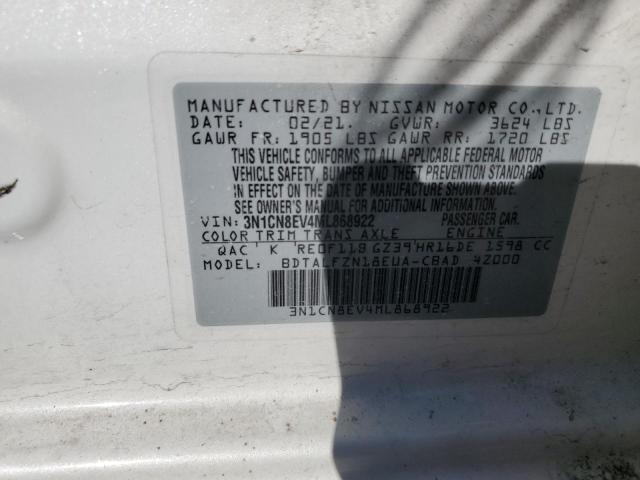 MANUFACTURED BY NISSAN MOTOR CO.,LTD.
DATE: 02/21. GVWR: 3624 LBS
GAWR FR: 1905 LBS GAWR RR: 1720 LBS
THIS VEHICLE CONFORMS TO ALL APPLICABLE FEDERAL MOTOR
VEHICLE SAFETY, BUMPER AND THEFT PREVENTION STANDARDS
IN EFFECT ON THE DATE OF MANUFACTURE SHOWN ABOVE.
SEE OWNER'S MANUAL FOR ADDITIONAL INFORMATION.
VIN: 3N1CN8EV4ML868922 PASSENGER CAR.
COLOR TRIM TRANS AXLE ENGINE
QAC' K 'RE0F11B GZ39'HR16DE 1598 CC
MODEL: BDTALFZN18EUA-CBAD 4Z000
3N1CN8EV4ML868922